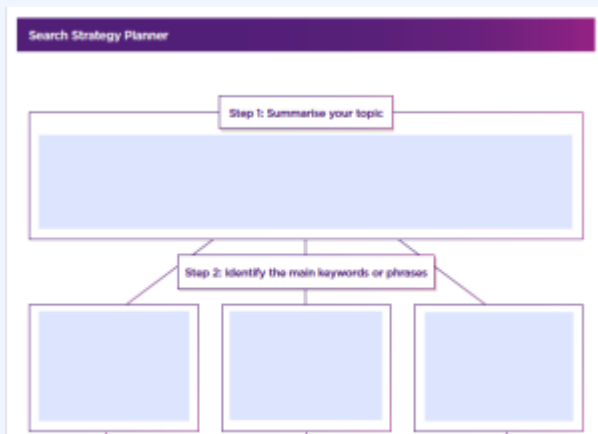 Search Strategy Planner
Step 1: Summarise your topic
Step 2: Identify the main keywords or phrases